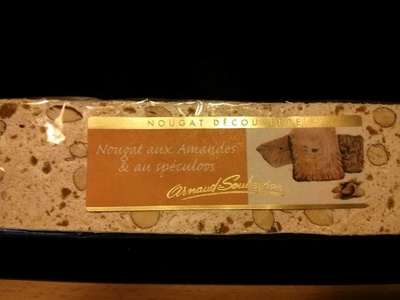 NOUGAT DÉCOUVERTE
Nougat aux Amandes
& au spéculoos
Arnaud Soubeyran